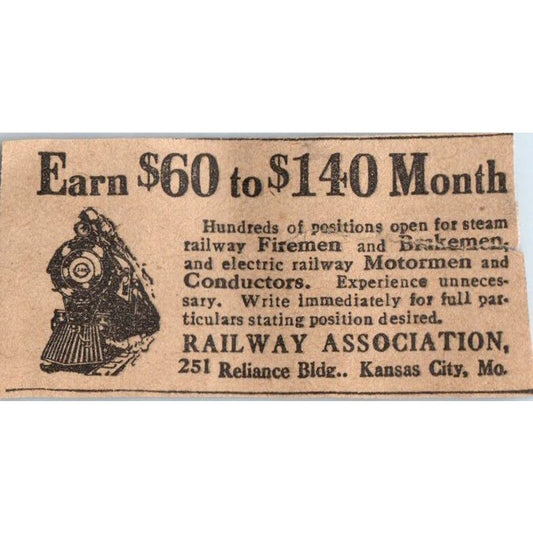 Earn $60 to $140 Month
Hundreds of positions open for steam
railway Firemen and Brakemen,
and electric railway Motormen and
Conductors. Experience unneces-
sary. Write immediately for full par-
ticulars stating position desired.
RAILWAY ASSOCIATION,
251 Reliance Bldg.. Kansas City, Mo.